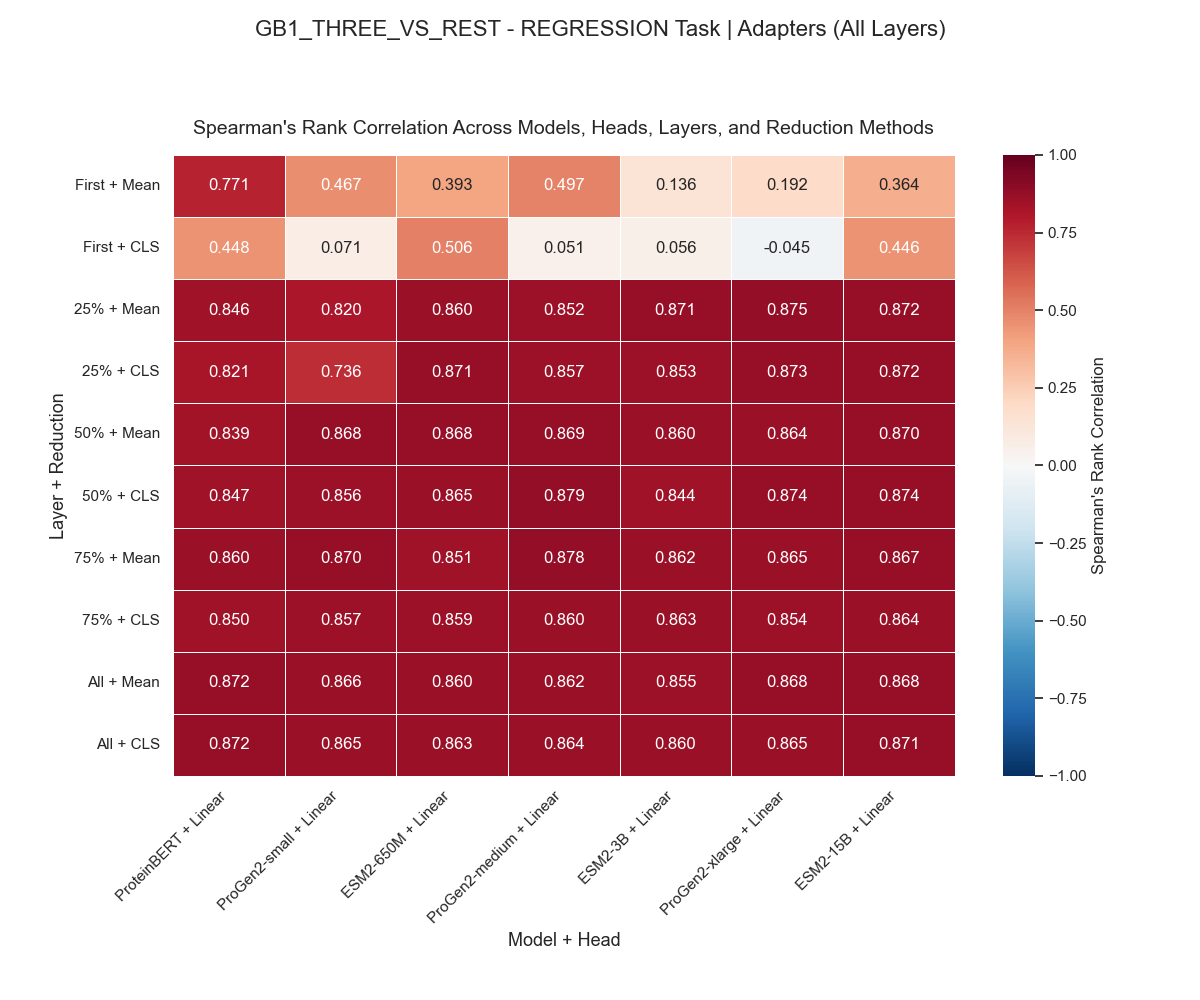 GB1_THREE_VS_REST - REGRESSION Task | Adapters (All Layers)
Spearman's Rank Correlation Across Models, Heads, Layers, and Reduction Methods
Layer + Reduction
First + Mean 0.771 0.467 0.393 0.497 0.136 0.192 0.364
First + CLS 0.448 0.071 0.506 0.051 0.056 -0.045 0.446
25% + Mean 0.846 0.820 0.860 0.852 0.871 0.875 0.872
25% + CLS 0.821 0.736 0.871 0.857 0.853 0.873 0.872
50% + Mean 0.839 0.868 0.868 0.869 0.860 0.864 0.870
50% + CLS 0.847 0.856 0.865 0.879 0.844 0.874 0.874
75% + Mean 0.860 0.870 0.851 0.878 0.862 0.865 0.867
75% + CLS 0.850 0.857 0.859 0.860 0.863 0.854 0.864
All + Mean 0.872 0.866 0.860 0.862 0.855 0.868 0.868
All + CLS 0.872 0.865 0.863 0.864 0.860 0.865 0.871
ProteinBERT + Linear
ProGen2-small + Linear
ESM2-650M + Linear
ProGen2-medium + Linear
ESM2-3B + Linear
ProGen2-xlarge + Linear
ESM2-15B + Linear
Model + Head
1.00
0.75
0.50
0.25
0.00
−0.25
−0.50
−0.75
−1.00
Spearman's Rank Correlation